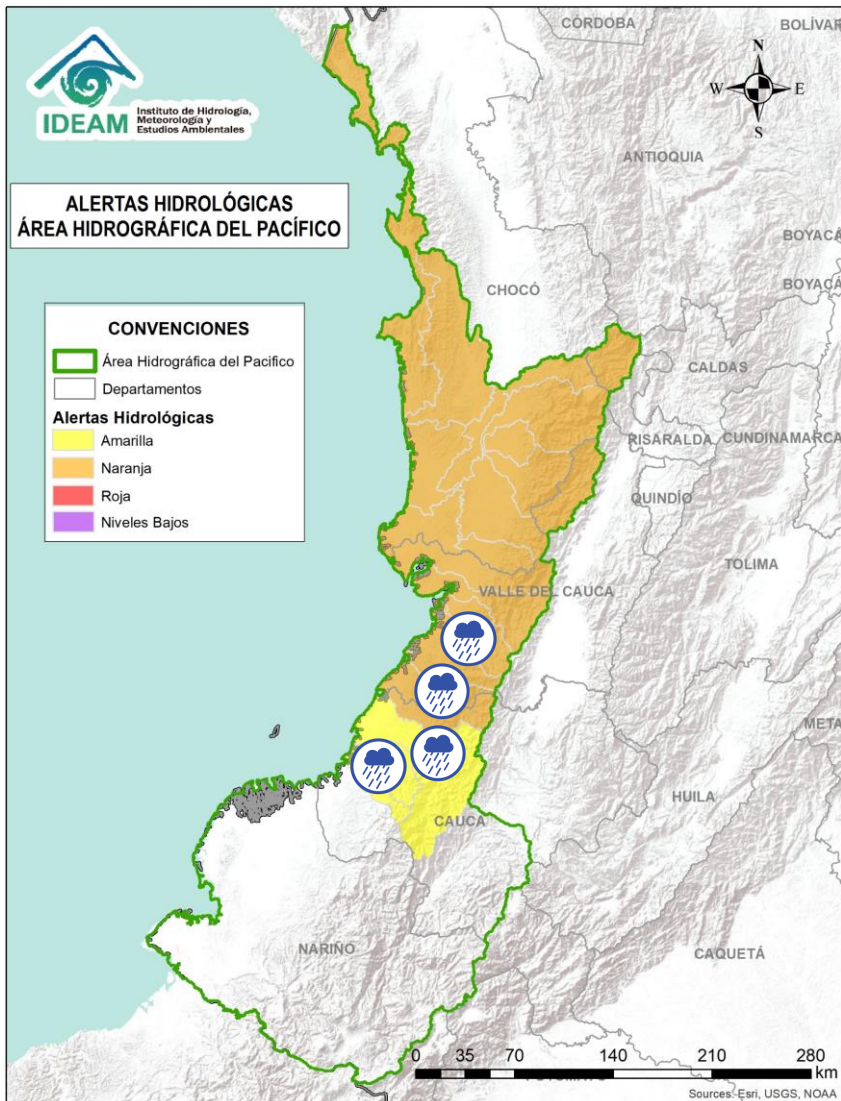 CÓRDOBA
BOLÍVAR
N
W
E
S
IDEAM
Instituto de Hidrología,
Meteorología y
Estudios Ambientales
ANTIOQUIA
ALERTAS HIDROLÓGICAS
ÁREA HIDROGRÁFICA DEL PACÍFICO
BOYACÁ
BOYACÁ
CHOCÓ
CONVENCIONES
Área Hidrográfica del Pacifico
Departamentos
Alertas Hidrológicas
Amarilla
Naranja
Roja
Niveles Bajos
CALDAS
RISARALDA
CUNDINAMARCA
QUINDÍO
TOLIMA
VALLE DEL CAUCA
META
HUILA
CAUCA
NARIÑO
CAQUETÁ
0 35 70 140 210 280
km
Sources: Esri, USGS, NOAA